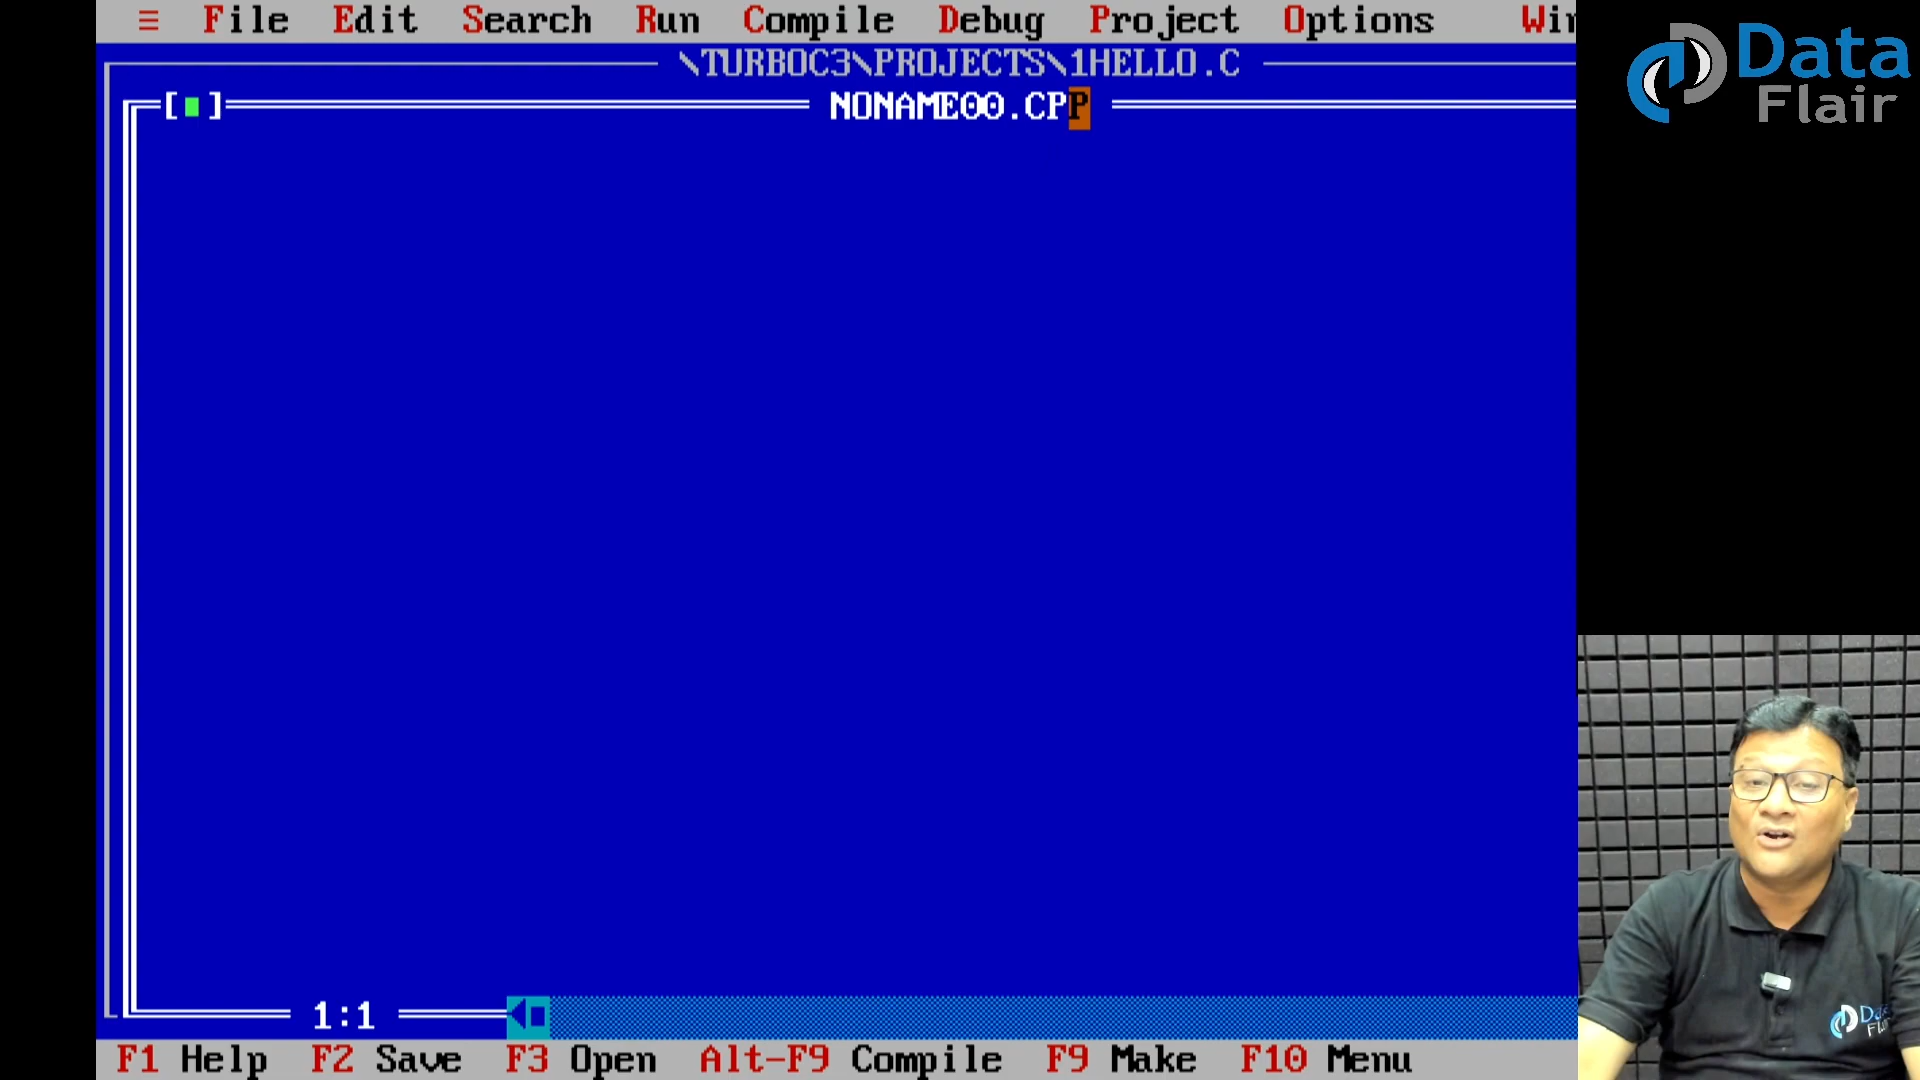 ≡ File Edit Search Run Compile Debug Project Options Win
\TURBOC3\PROJECTS\1HELLO.C
[■] NONAME00.CPP
1:1
F1 Help F2 Save F3 Open Alt-F9 Compile F9 Make F10 Menu
Data
Flair